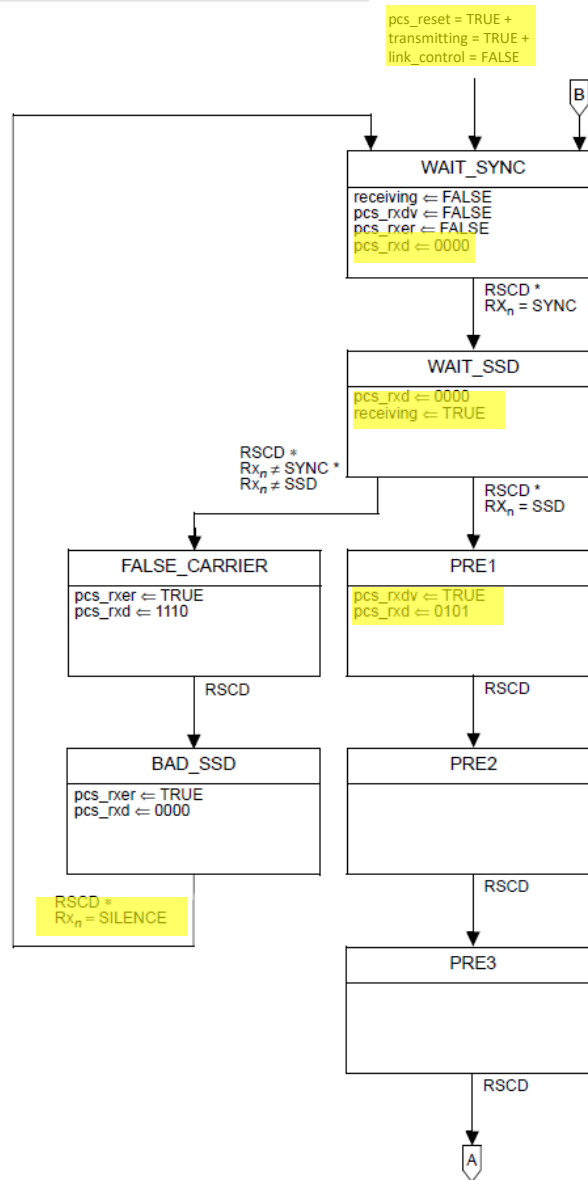 pcs_reset = TRUE +
transmitting = TRUE +
link_control = FALSE
B
WAIT_SYNC
receiving ⇐ FALSE
pcs_rxdv ⇐ FALSE
pcs_rxer ⇐ FALSE
pcs_rxd ⇐ 0000
RSCD *
RXn = SYNC
WAIT_SSD
pcs_rxd ⇐ 0000
receiving ⇐ TRUE
RSCD *
Rxn ≠ SYNC *
Rxn ≠ SSD
RSCD *
RXn = SSD
FALSE_CARRIER
pcs_rxer ⇐ TRUE
pcs_rxd ⇐ 1110
PRE1
pcs_rxdv ⇐ TRUE
pcs_rxd ⇐ 0101
RSCD
RSCD
BAD_SSD
pcs_rxer ⇐ TRUE
pcs_rxd ⇐ 0000
PRE2
RSCD *
Rxn = SILENCE
RSCD
PRE3
RSCD
A